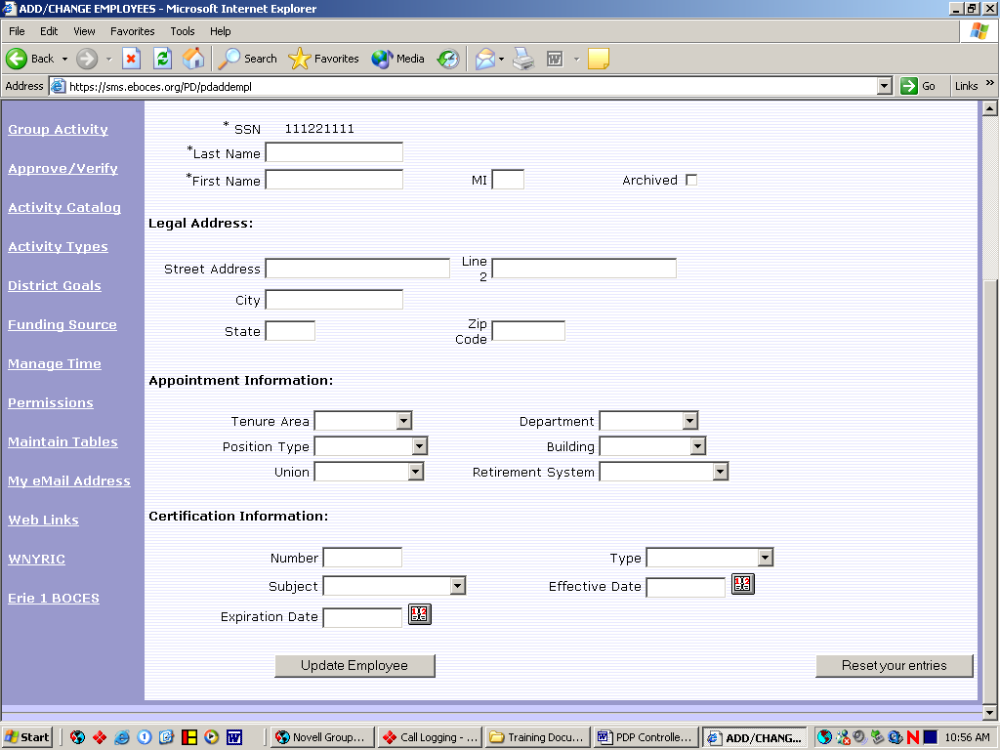 ADD/CHANGE EMPLOYEES - Microsoft Internet Explorer
File Edit View Favorites Tools Help
Back Search Favorites Media
Address https://sms.eboces.org/PD/pdaddempl Go Links »
Group Activity
Approve/Verify
Activity Catalog
Activity Types
District Goals
Funding Source
Manage Time
Permissions
Maintain Tables
My eMail Address
Web Links
WNYRIC
Erie 1 BOCES
* SSN 111221111
*Last Name
*First Name MI Archived
Legal Address:
Street Address Line 2
City
State Zip Code
Appointment Information:
Tenure Area Department
Position Type Building
Union Retirement System
Certification Information:
Number Type
Subject Effective Date
Expiration Date
Update Employee Reset your entries
Start Novell Group... Call Logging - ... Training Docu... PDP Controlle... ADD/CHANG... 10:56 AM